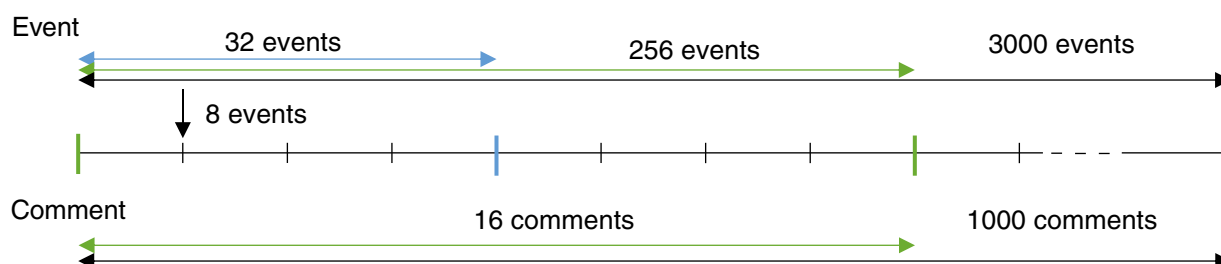 Event
32 events
256 events
3000 events
8 events
Comment
16 comments
1000 comments